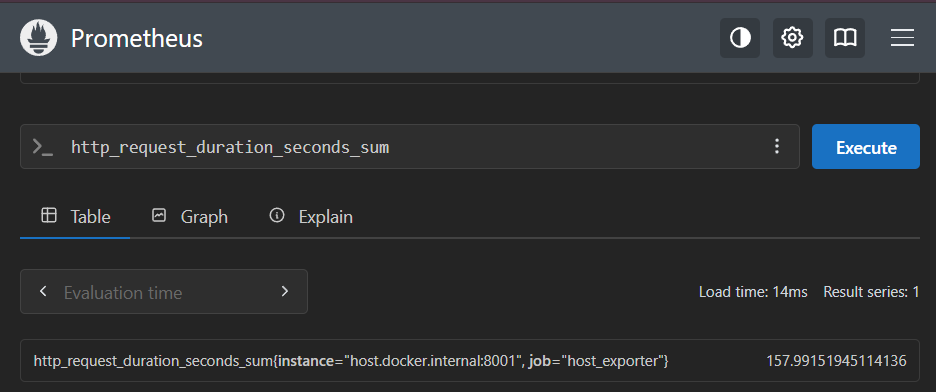 Prometheus
http_request_duration_seconds_sum
Execute
Table Graph Explain
Evaluation time
Load time: 14ms Result series: 1
http_request_duration_seconds_sum{instance="host.docker.internal:8001", job="host_exporter"} 157.99151945114136